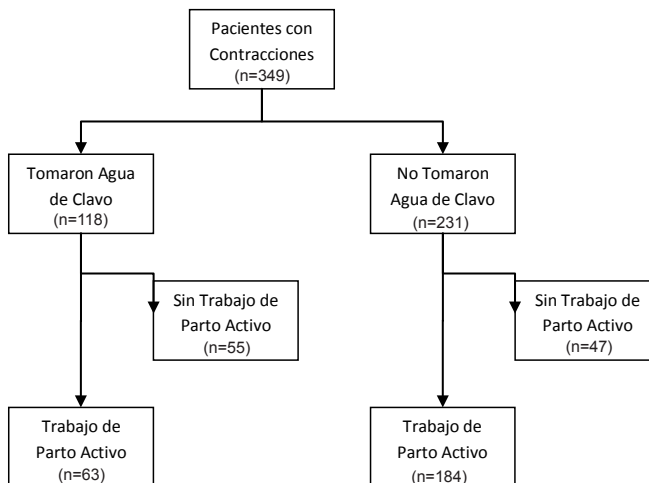 Pacientes con
Contracciones
(n=349)
Tomaron Agua
de Clavo
(n=118)
No Tomaron
Agua de Clavo
(n=231)
Sin Trabajo de
Parto Activo
(n=55)
Sin Trabajo de
Parto Activo
(n=47)
Trabajo de
Parto Activo
(n=63)
Trabajo de
Parto Activo
(n=184)